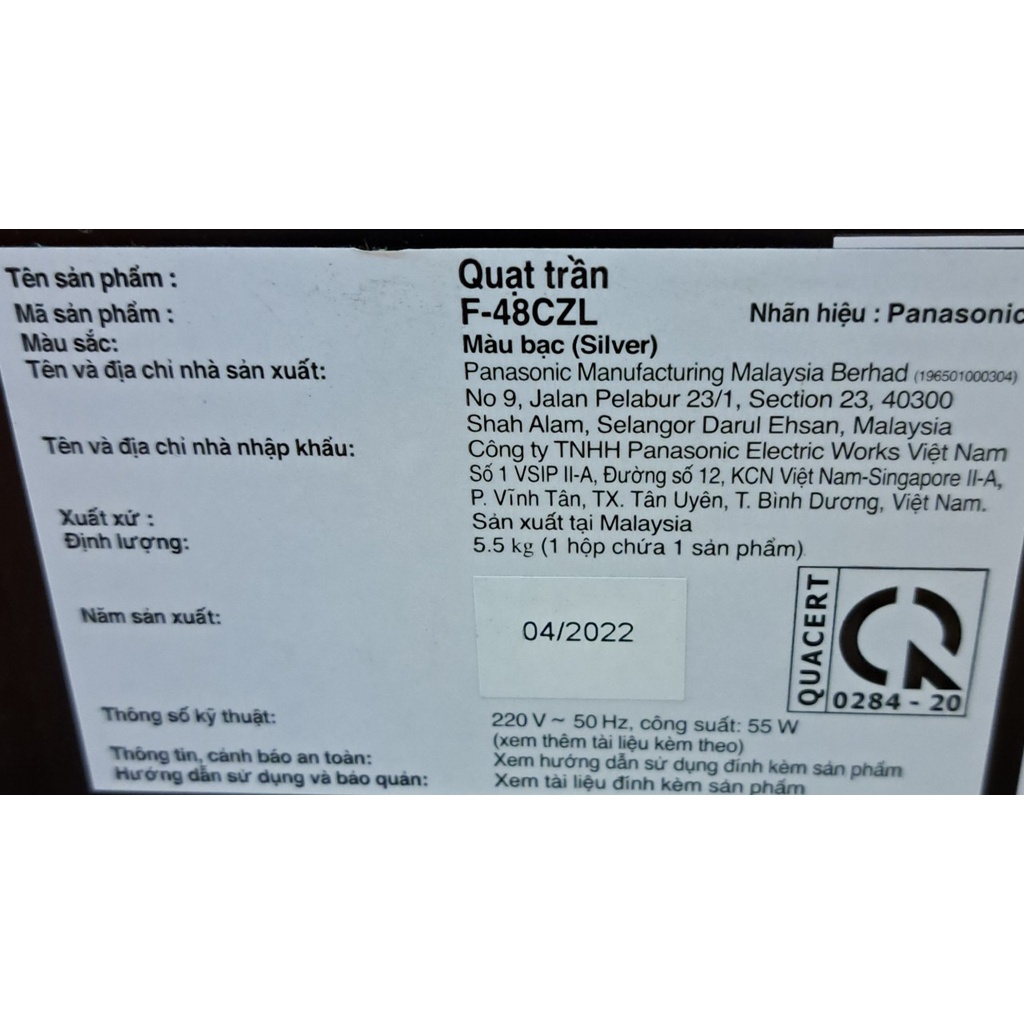 Tên sản phẩm : Quạt trần
Mã sản phẩm : F-48CZL Nhãn hiệu : Panasonic
Màu sắc: Màu bạc (Silver)
Tên và địa chỉ nhà sản xuất: Panasonic Manufacturing Malaysia Berhad (196501000304)
No 9, Jalan Pelabur 23/1, Section 23, 40300
Shah Alam, Selangor Darul Ehsan, Malaysia
Tên và địa chỉ nhà nhập khẩu: Công ty TNHH Panasonic Electric Works Việt Nam
Số 1 VSIP II-A, Đường số 12, KCN Việt Nam-Singapore II-A,
P. Vĩnh Tân, TX. Tân Uyên, T. Bình Dương, Việt Nam.
Xuất xứ : Sản xuất tại Malaysia
Định lượng: 5.5 kg (1 hộp chứa 1 sản phẩm)
Năm sản xuất: 04/2022
QUACERT
0284 - 20
Thông số kỹ thuật: 220 V ~ 50 Hz, công suất: 55 W
(xem thêm tài liệu kèm theo)
Thông tin, cảnh báo an toàn: Xem hướng dẫn sử dụng đính kèm sản phẩm
Hướng dẫn sử dụng và bảo quản: Xem tài liệu đính kèm sản phẩm